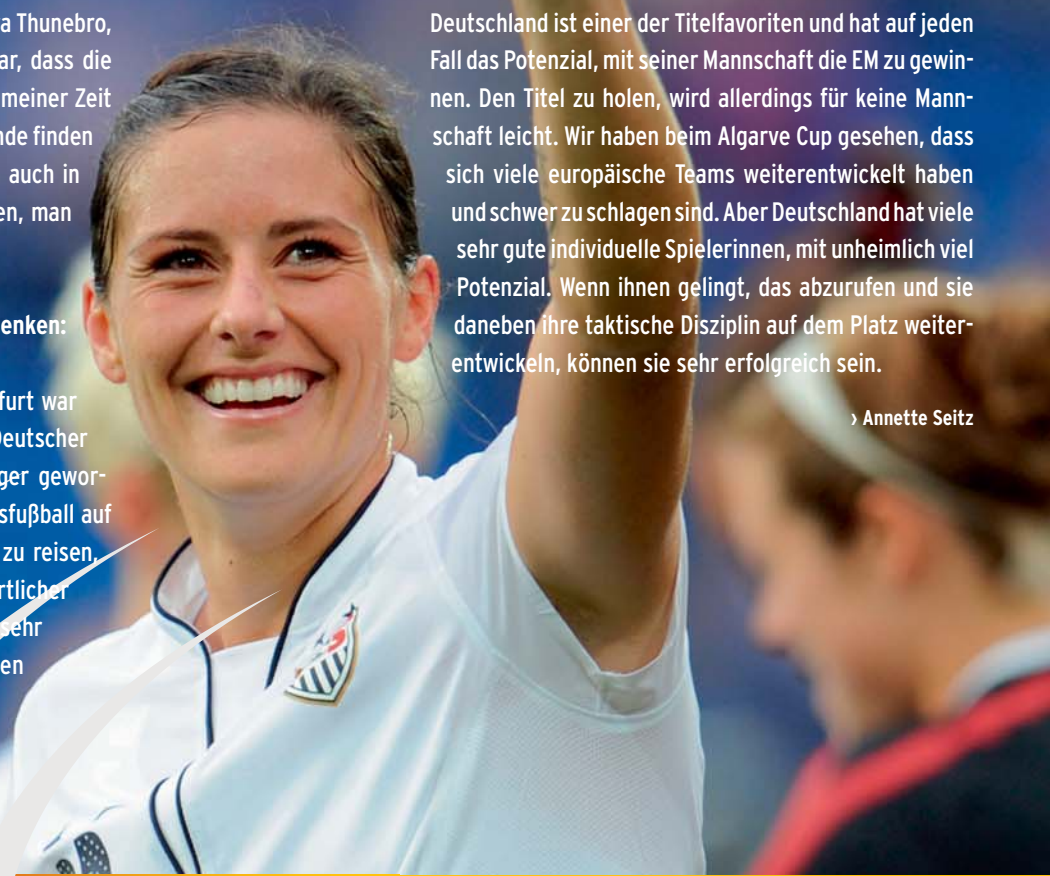 a Thunebro,
ar, dass die
meiner Zeit
nde finden
auch in
en, man
enken:
furt war
Deutscher
ger gewor-
sfußball auf
zu reisen,
rtlicher
sehr
en
Deutschland ist einer der Titelfavoriten und hat auf jeden
Fall das Potenzial, mit seiner Mannschaft die EM zu gewin-
nen. Den Titel zu holen, wird allerdings für keine Mann-
schaft leicht. Wir haben beim Algarve Cup gesehen, dass
sich viele europäische Teams weiterentwickelt haben
und schwer zu schlagen sind. Aber Deutschland hat viele
sehr gute individuelle Spielerinnen, mit unheimlich viel
Potenzial. Wenn ihnen gelingt, das abzurufen und sie
daneben ihre taktische Disziplin auf dem Platz weiter-
entwickeln, können sie sehr erfolgreich sein.
› Annette Seitz